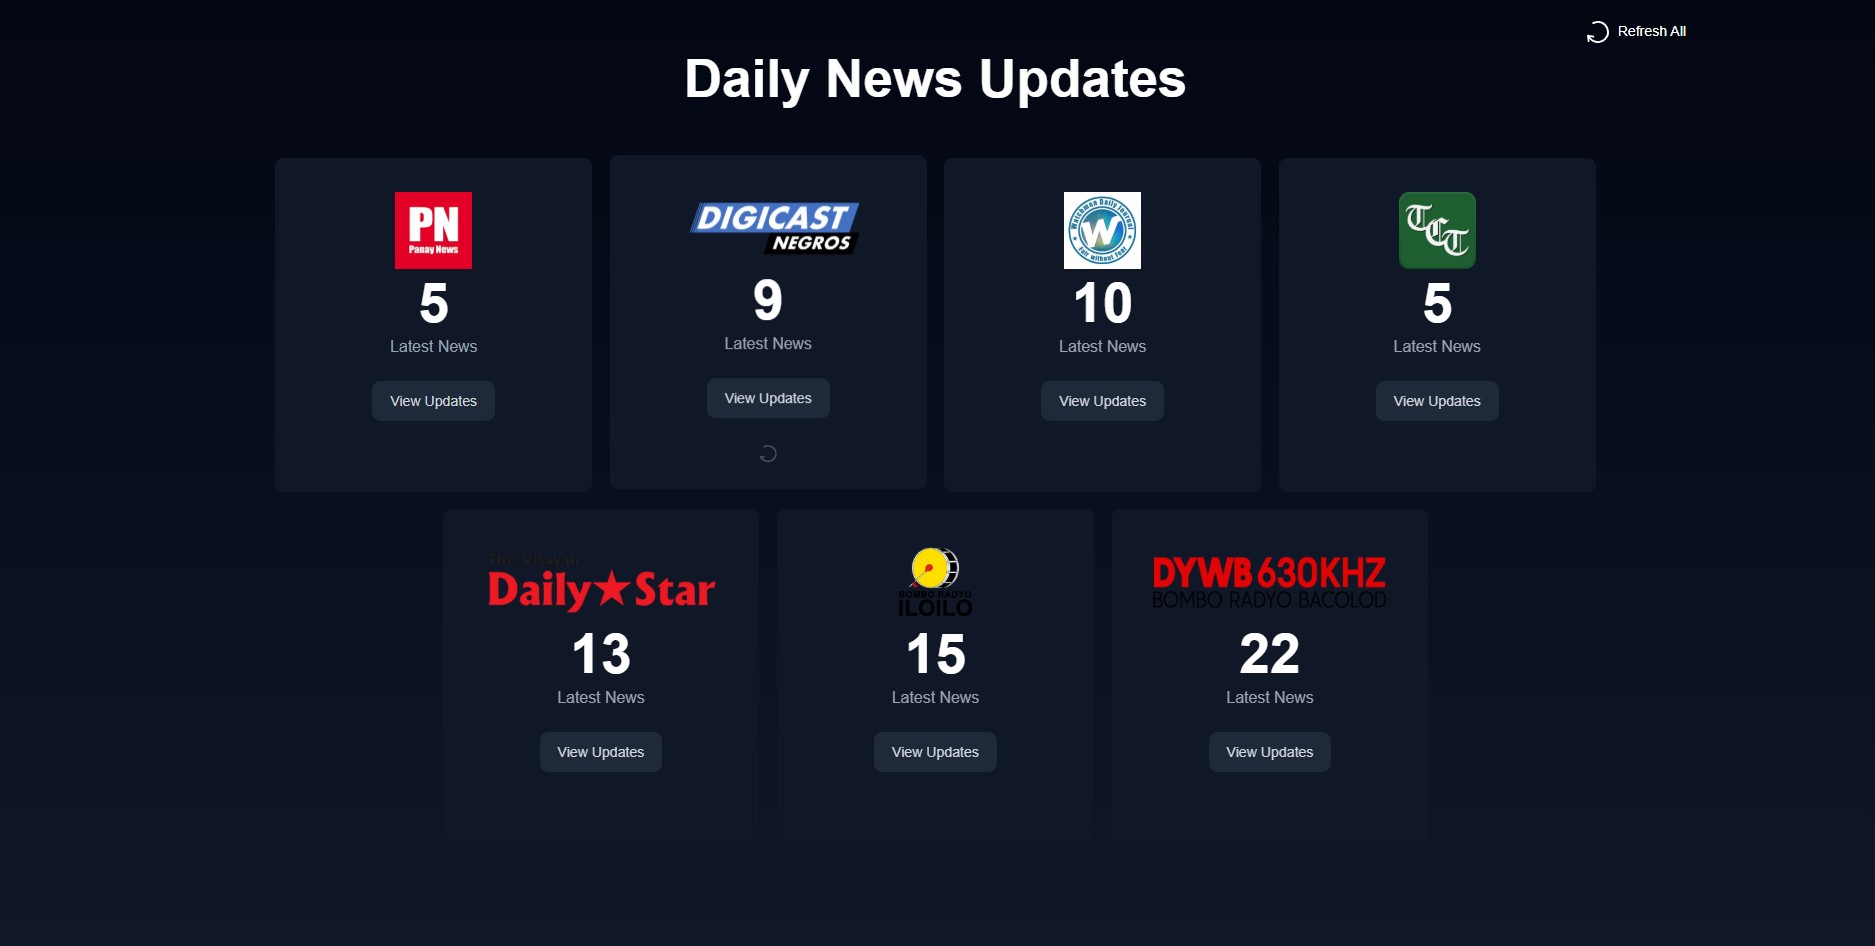 Refresh All
Daily News Updates
PN
Panay News
5
Latest News
View Updates
DIGICAST
NEGROS
9
Latest News
View Updates
Watchmen Daily Journal
W
Fair Without Fear
10
Latest News
View Updates
TCT
5
Latest News
View Updates
The Visayan
Daily★Star
13
Latest News
View Updates
BOMBO RADYO
ILOILO
15
Latest News
View Updates
DYWB 630KHZ
BOMBO RADYO BACOLOD
22
Latest News
View Updates